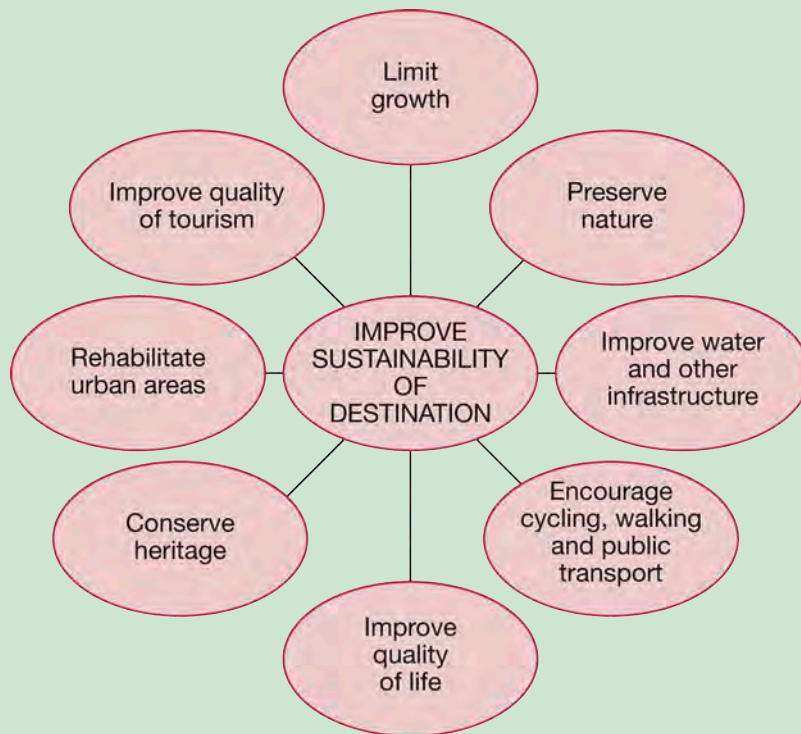 Limit
growth
Preserve
nature
Improve water
and other
infrastructure
Encourage
cycling, walking
and public
transport
Improve
quality
of life
Conserve
heritage
Rehabilitate
urban areas
Improve quality
of tourism
IMPROVE
SUSTAINABILITY
OF
DESTINATION